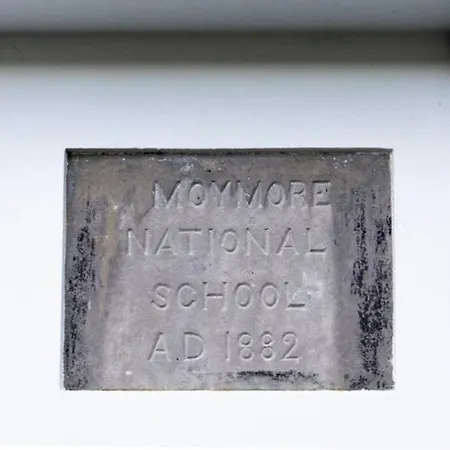 MOYMORE
NATIONAL
SCHOOL
A.D 1882